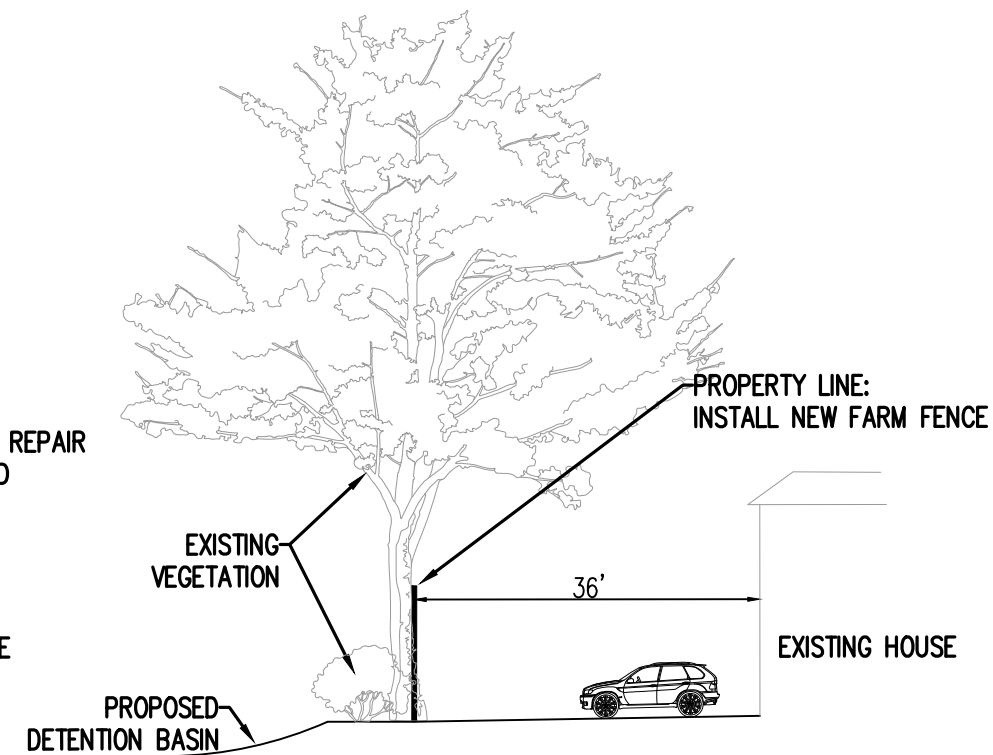 PROPERTY LINE:
INSTALL NEW FARM FENCE
REPAIR
EXISTING
VEGETATION
36'
EXISTING HOUSE
PROPOSED
DETENTION BASIN